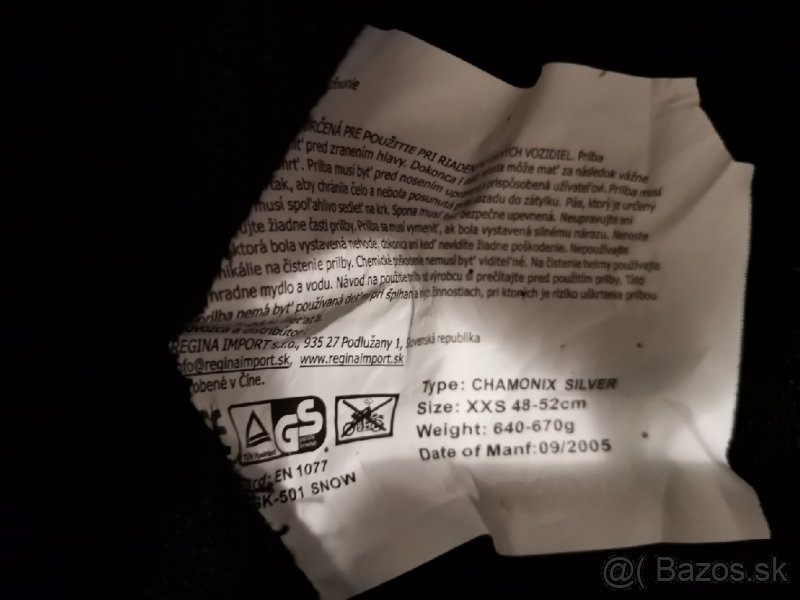 URČENÁ PRE POUŽITIE PRI RIADEN VOZIDIEL. Prilba
pred zranením hlavy. Dokonca i môže mať za následok vážne
Prilba musí byť pred nosením prispôsobená užívateľovi. Prilba musí
tak, aby chránila čelo a nebola posunutá dozadu do zátylku. Pás, ktorý je určený
musí spoľahlivo sedieť na krk. Spona musí byť bezpečne upevnená. Neupravujte ani
žiadne časti prilby. Prilba sa musí vymeniť, ak bola vystavená silnému nárazu. Nenoste
ktorá bola vystavená nehode, dokonca ani keď nevidíte žiadne poškodenie. Nepoužívajte
na čistenie prilby. Chemické poškodenie nemusí byť viditeľné. Na čistenie helmy používajte
mydlo a vodu. Návod na použitie od výrobcu si prečítajte pred použitím prilby. Táto
prilba nemá byť používaná deťmi pri šplhaní a iných činnostiach, pri ktorých je riziko uškrtenia prilbou
distribútor:
REGINA IMPORT s.r.o., 935 27 Podlužany 1, Slovenská republika
info@reginaimport.sk, www.reginaimport.sk
v Číne.
GS
Type: CHAMONIX SILVER
Size: XXS 48-52cm
Weight: 640-670g
Date of Manf:09/2005
EN 1077
SK-501 SNOW
@( Bazos.sk